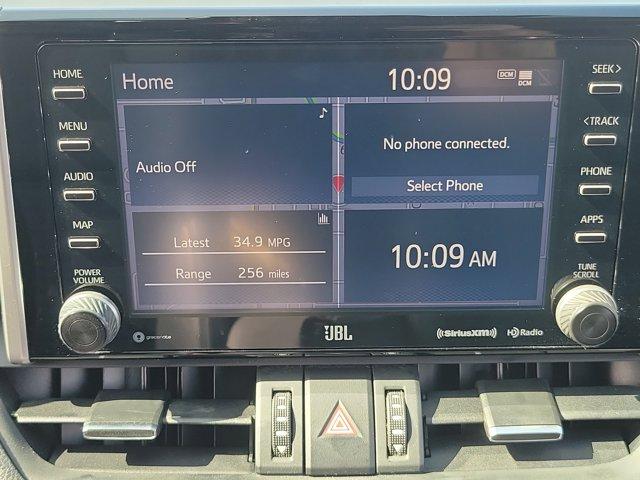 HOME
MENU
AUDIO
MAP
POWER
VOLUME
Home
10:09
DCM
DCM
Audio Off
No phone connected.
Select Phone
Latest 34.9 MPG
Range 256 miles
10:09 AM
SEEK >
< TRACK
PHONE
APPS
TUNE
SCROLL
gracenote
JBL
((SiriusXM))
HD Radio